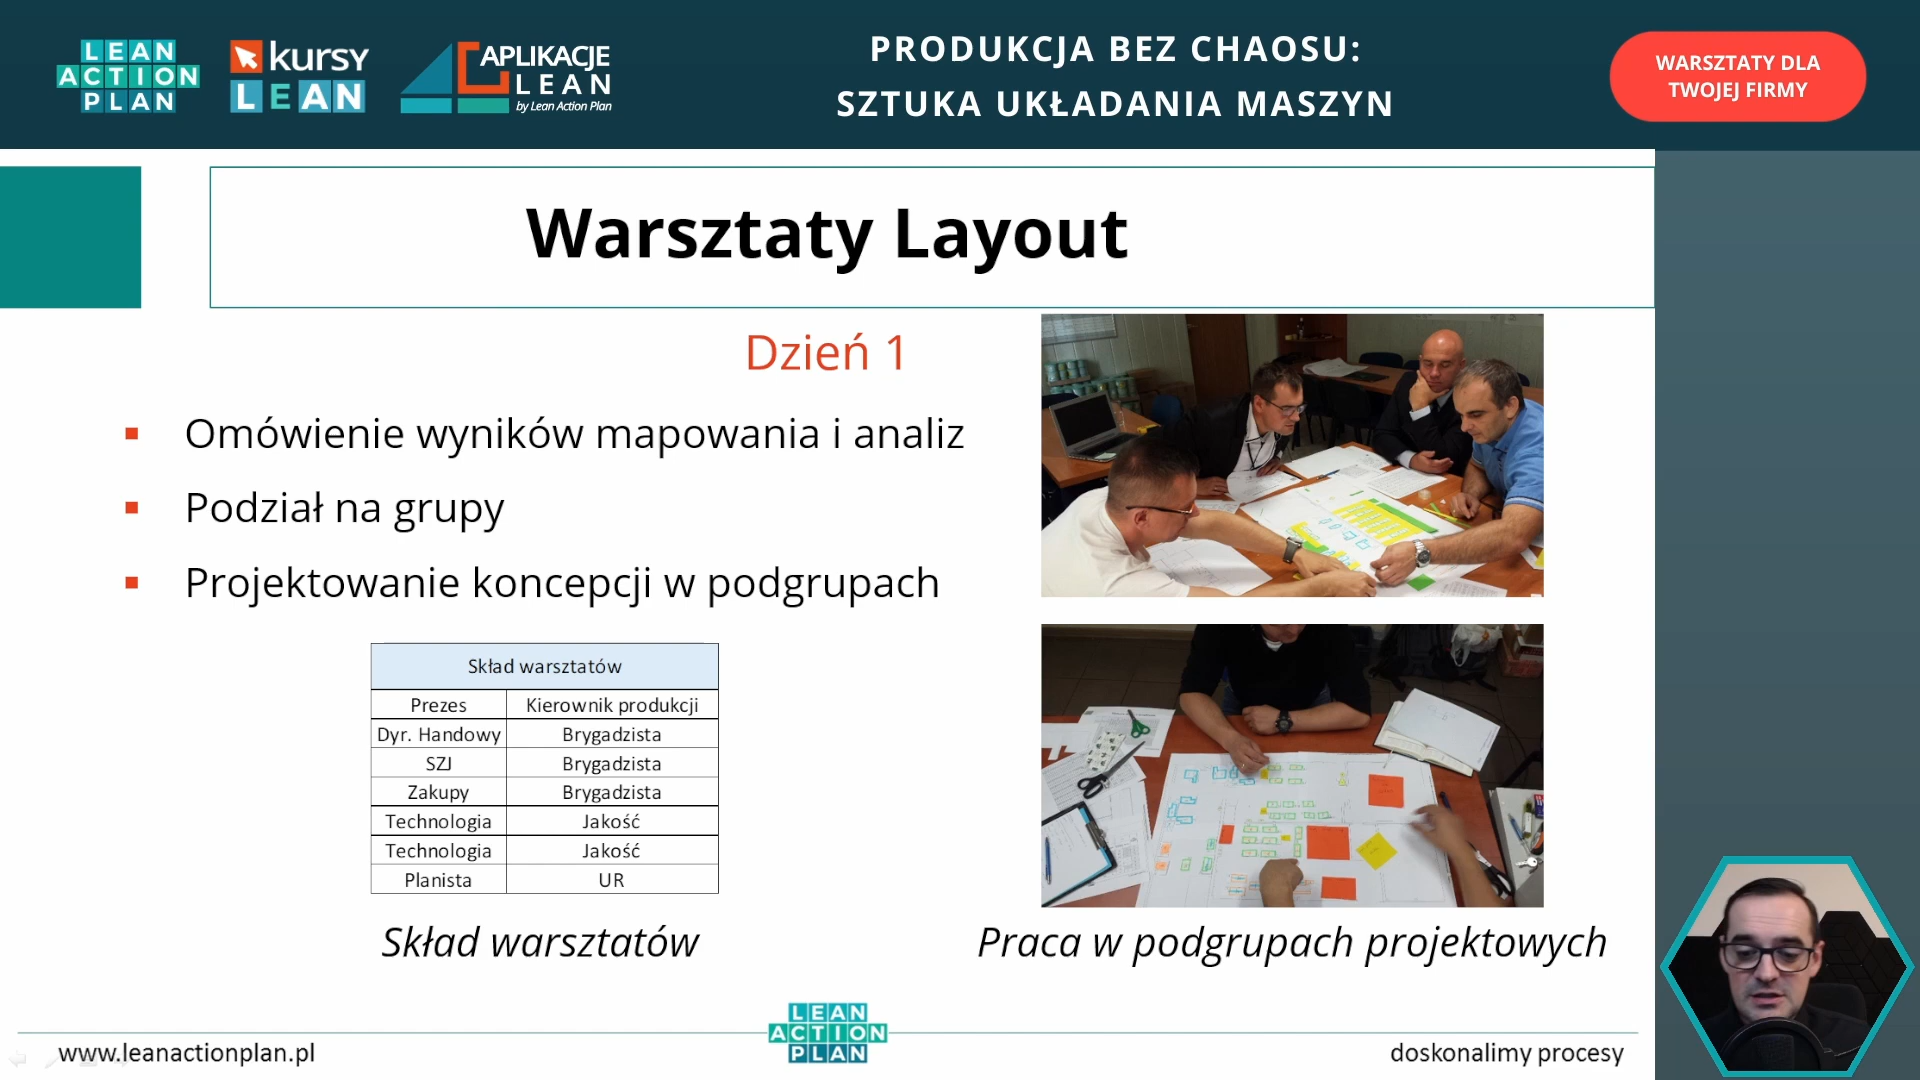 LEAN
ACTION
PLAN
kursy
LEAN
APLIKACJE
LEAN
by Lean Action Plan
PRODUKCJA BEZ CHAOSU:
SZTUKA UKŁADANIA MASZYN
WARSZTATY DLA
TWOJEJ FIRMY
Warsztaty Layout
Dzień 1
Omówienie wyników mapowania i analiz
Podział na grupy
Projektowanie koncepcji w podgrupach
Skład warsztatów
Prezes Kierownik produkcji
Dyr. Handowy Brygadzista
SZJ Brygadzista
Zakupy Brygadzista
Technologia Jakość
Technologia Jakość
Planista UR
Skład warsztatów
Praca w podgrupach projektowych
www.leanactionplan.pl
LEAN
ACTION
PLAN
doskonalimy procesy